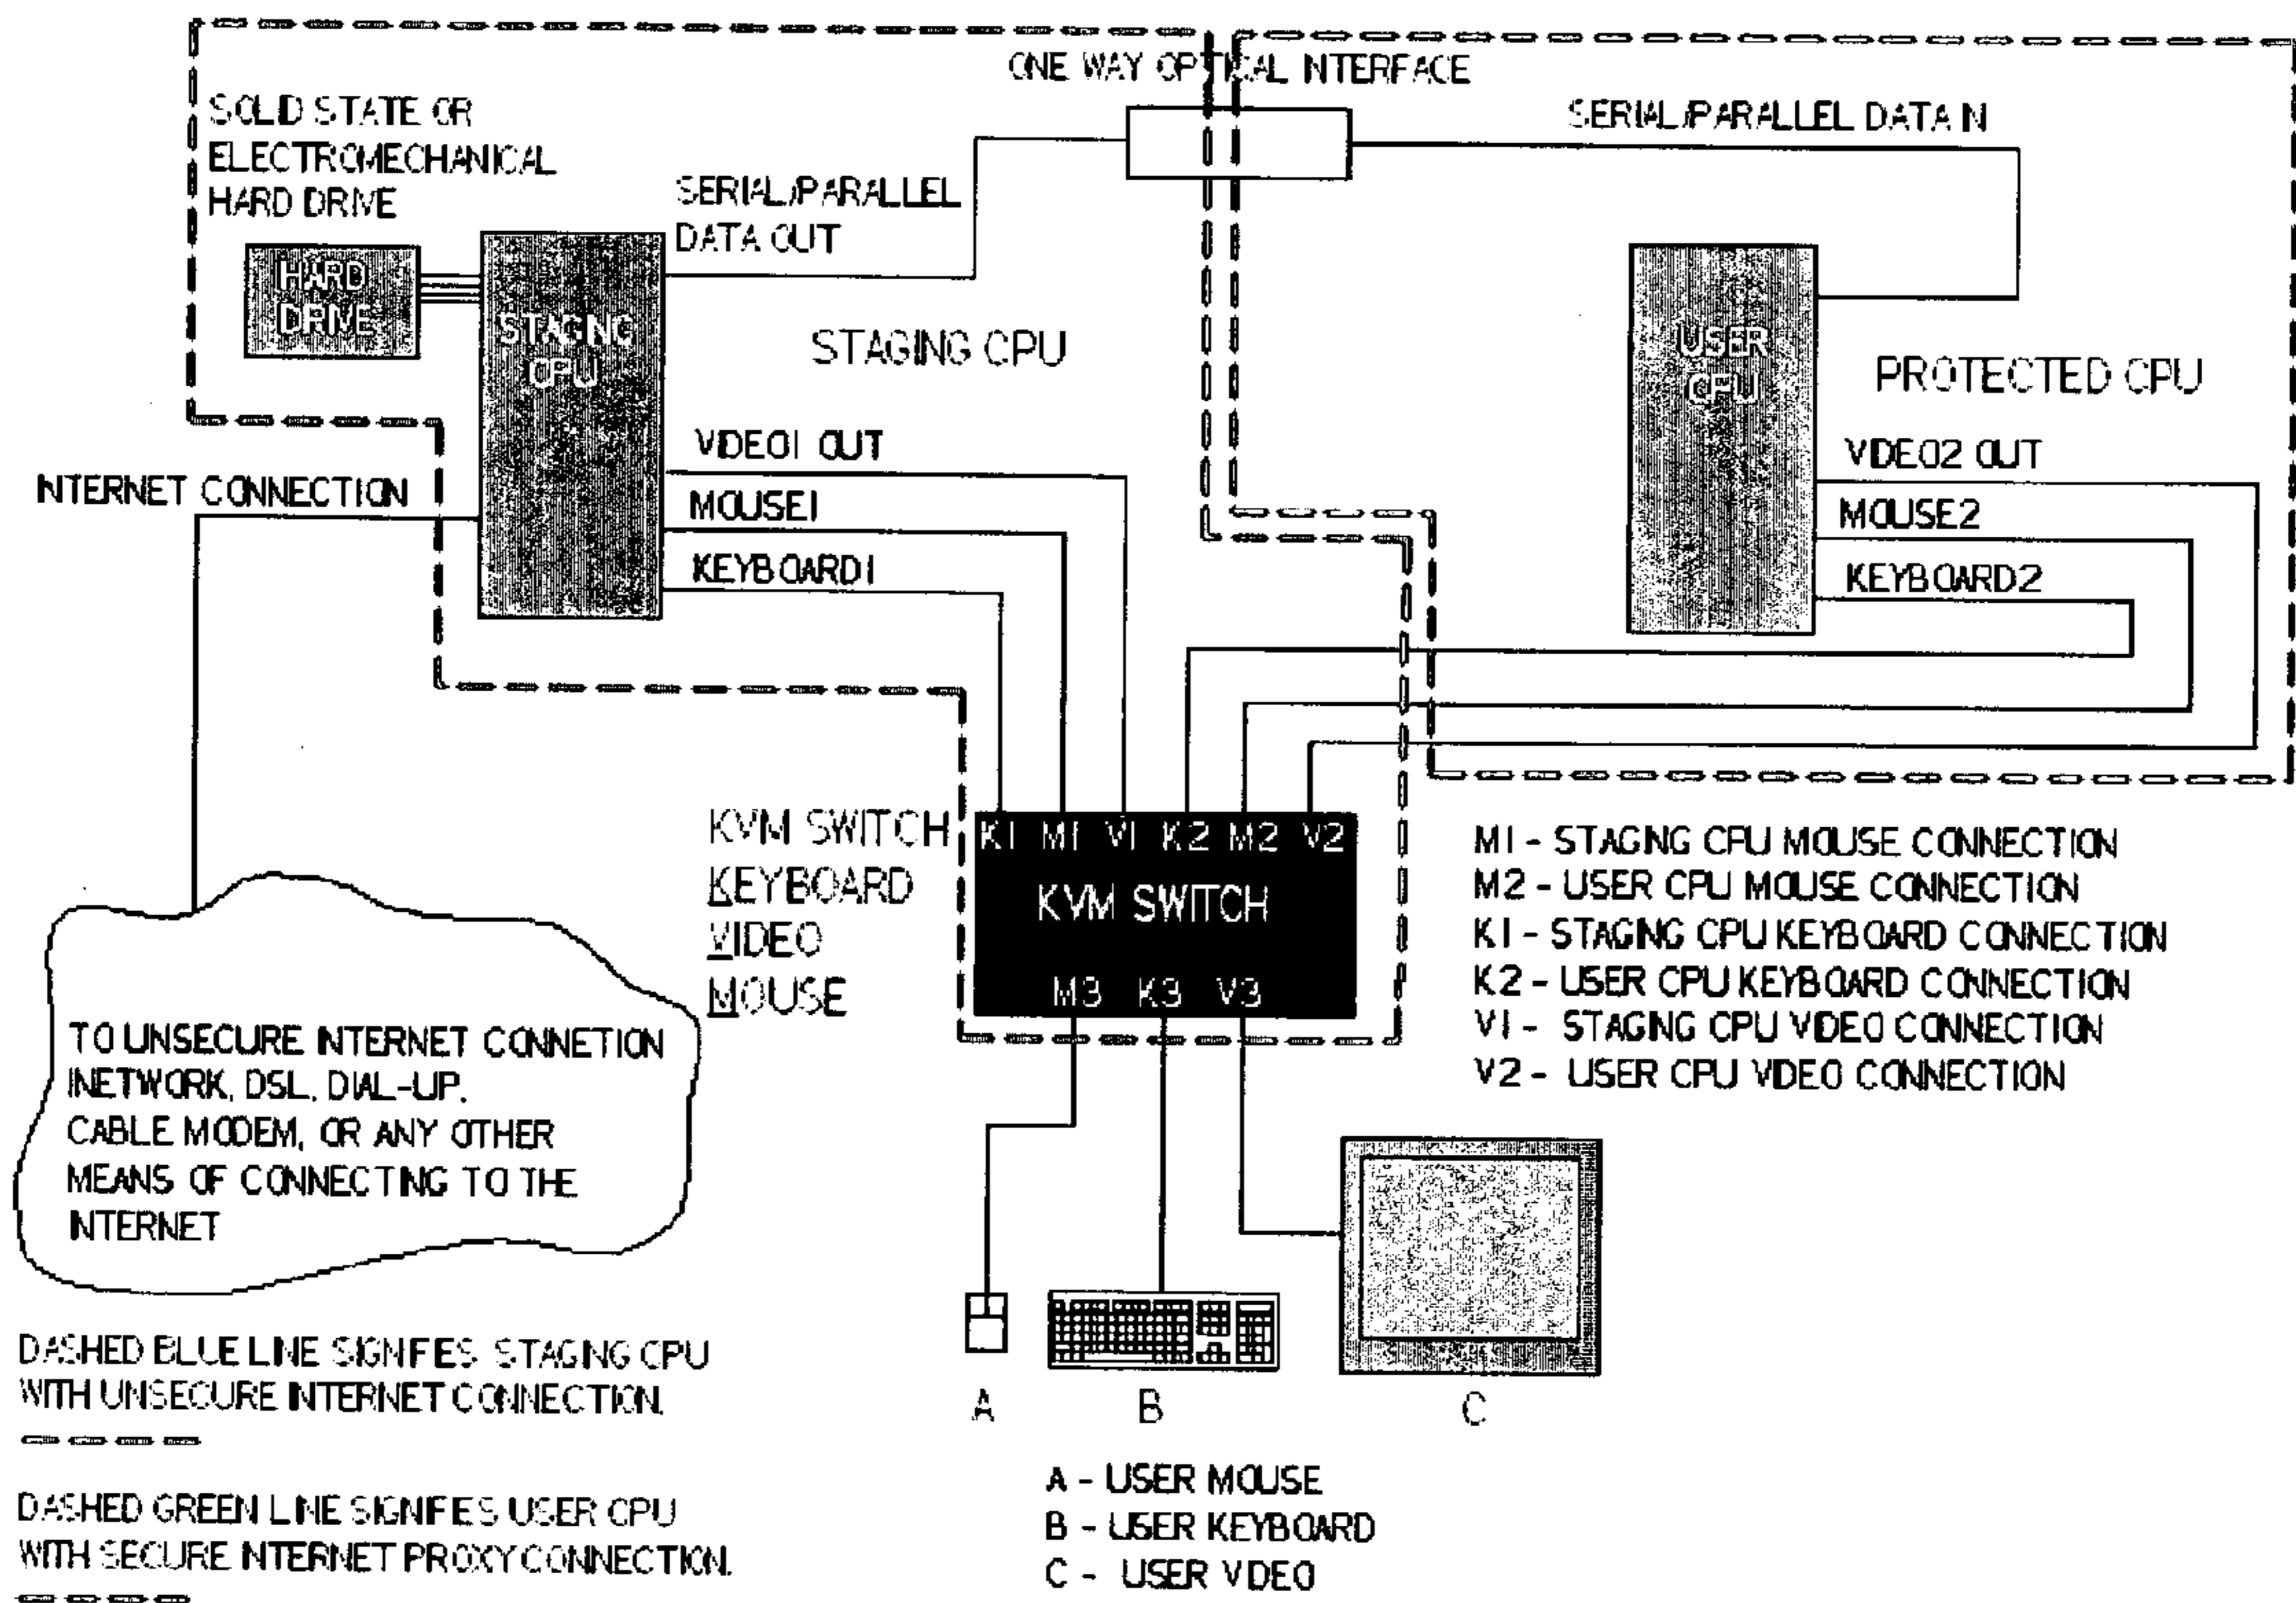 ONE WAY OPTICAL INTERFACE
SOLID STATE OR
ELECTROMECHANICAL
HARD DRIVE
SERIAL/PARALLEL
DATA OUT
SERIAL/PARALLEL DATA IN
HARD
DRIVE
STAGING
CPU
STAGING CPU
USER
CPU
PROTECTED CPU
INTERNET CONNECTION
VIDEO1 OUT
MOUSE1
KEYBOARD1
VIDEO2 OUT
MOUSE2
KEYBOARD2
KVM SWITCH
KEYBOARD
VIDEO
MOUSE
K1 M1 V1 K2 M2 V2
KVM SWITCH
M3 K3 V3
M1 - STAGING CPU MOUSE CONNECTION
M2 - USER CPU MOUSE CONNECTION
K1 - STAGING CPU KEYBOARD CONNECTION
K2 - USER CPU KEYBOARD CONNECTION
V1 - STAGING CPU VIDEO CONNECTION
V2 - USER CPU VIDEO CONNECTION
TO UNSECURE INTERNET CONNETION
INETWORK, DSL, DIAL-UP,
CABLE MODEM, OR ANY OTHER
MEANS OF CONNECTING TO THE
INTERNET
DASHED BLUE LINE SIGNIFIES STAGING CPU
WITH UNSECURE INTERNET CONNECTION.
DASHED GREEN LINE SIGNIFIES USER CPU
WITH SECURE INTERNET PROXY CONNECTION.
A B C
A - USER MOUSE
B - USER KEYBOARD
C - USER VIDEO